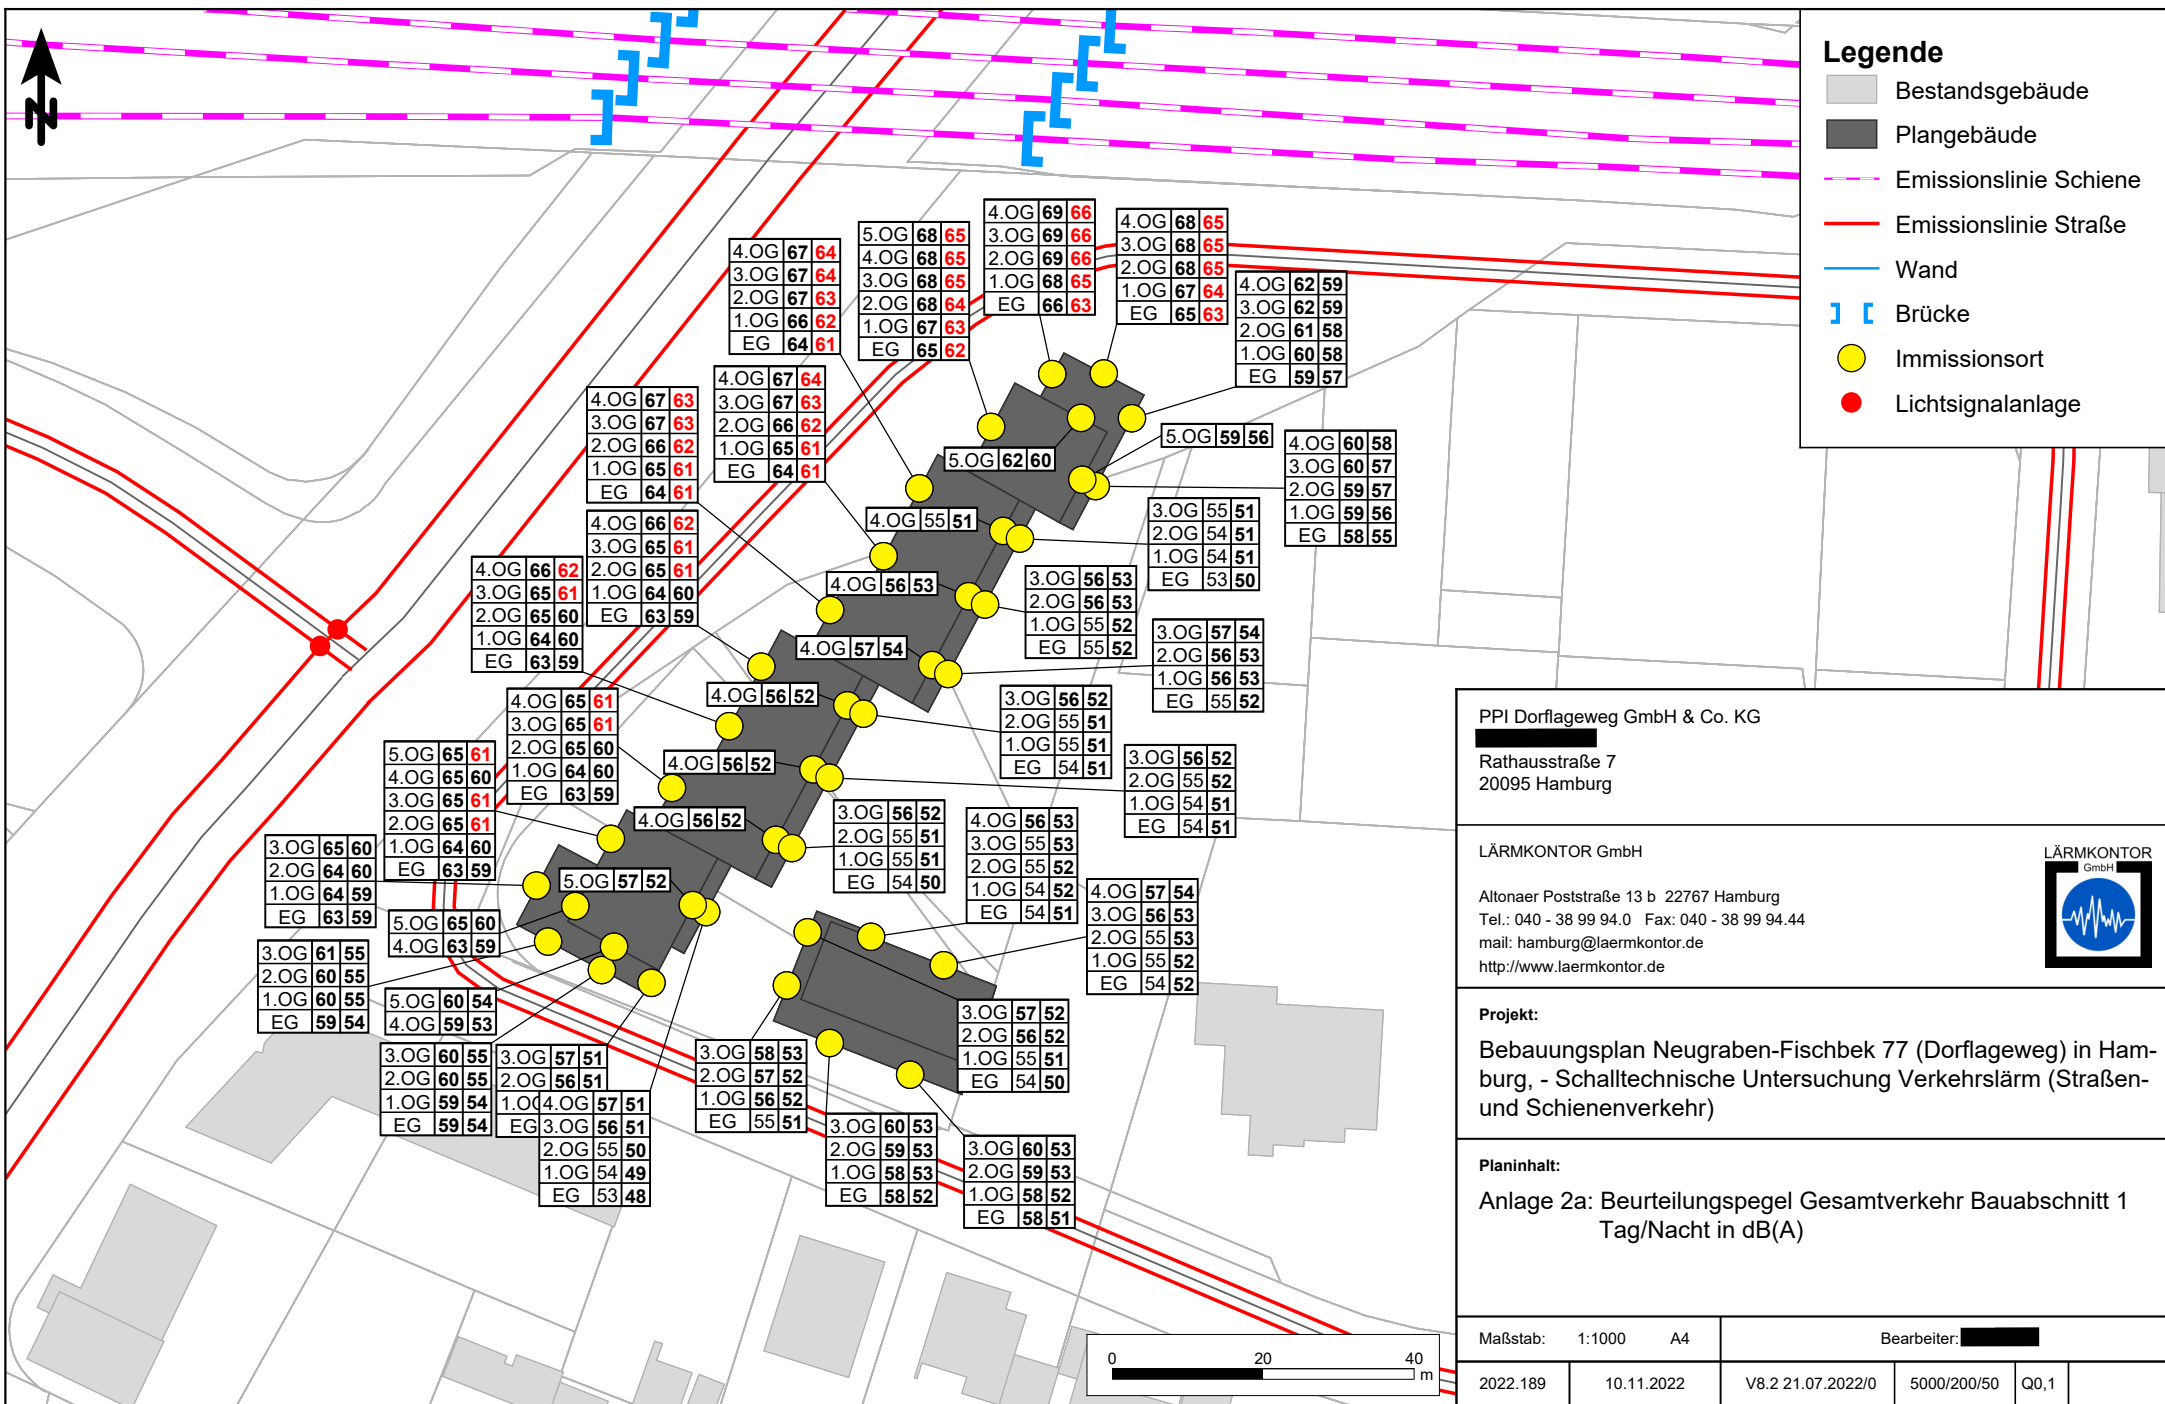 N
Legende
Bestandsgebäude
Plangebäude
Emissionslinie Schiene
Emissionslinie Straße
Wand
Brücke
Immissionsort
Lichtsignalanlage
4.OG 69 66
3.OG 69 66
2.OG 69 66
1.OG 68 65
EG 66 63
4.OG 68 65
3.OG 68 65
2.OG 68 65
1.OG 67 64
EG 65 63
5.OG 68 65
4.OG 68 65
3.OG 68 65
2.OG 68 64
1.OG 67 63
EG 65 62
4.OG 67 64
3.OG 67 64
2.OG 67 63
1.OG 66 62
EG 64 61
4.OG 62 59
3.OG 62 59
2.OG 61 58
1.OG 60 58
EG 59 57
4.OG 67 64
3.OG 67 63
2.OG 66 62
1.OG 65 61
EG 64 61
4.OG 67 63
3.OG 67 63
2.OG 66 62
1.OG 65 61
EG 64 61
5.OG 59 56
5.OG 62 60
4.OG 60 58
3.OG 60 57
2.OG 59 57
1.OG 59 56
EG 58 55
3.OG 55 51
2.OG 54 51
1.OG 54 51
EG 53 50
4.OG 55 51
4.OG 66 62
3.OG 65 61
2.OG 65 61
1.OG 64 60
EG 63 59
4.OG 66 62
3.OG 65 61
2.OG 65 60
1.OG 64 60
EG 63 59
4.OG 56 53
3.OG 56 53
2.OG 56 53
1.OG 55 52
EG 55 52
4.OG 57 54
3.OG 57 54
2.OG 56 53
1.OG 56 53
EG 55 52
4.OG 56 52
3.OG 56 52
2.OG 55 51
1.OG 55 51
EG 54 51
4.OG 65 61
3.OG 65 61
2.OG 65 60
1.OG 64 60
EG 63 59
5.OG 65 61
4.OG 65 60
3.OG 65 61
2.OG 65 61
1.OG 64 60
EG 63 59
4.OG 56 52
3.OG 56 52
2.OG 55 52
1.OG 54 51
EG 54 51
4.OG 56 52
3.OG 56 52
2.OG 55 51
1.OG 55 51
EG 54 50
4.OG 56 53
3.OG 55 53
2.OG 55 52
1.OG 54 52
EG 54 51
3.OG 65 60
2.OG 64 60
1.OG 64 59
EG 63 59
5.OG 57 52
4.OG 57 54
3.OG 56 53
2.OG 55 53
1.OG 55 52
EG 54 52
5.OG 65 60
4.OG 63 59
3.OG 61 55
2.OG 60 55
1.OG 60 55
EG 59 54
5.OG 60 54
4.OG 59 53
3.OG 57 52
2.OG 56 52
1.OG 55 51
EG 54 50
3.OG 60 55
2.OG 60 55
1.OG 59 54
EG 59 54
3.OG 57 51
2.OG 56 51
EG
4.OG 57 51
3.OG 56 51
2.OG 55 50
1.OG 54 49
EG 53 48
3.OG 58 53
2.OG 57 52
1.OG 56 52
EG 55 51
3.OG 60 53
2.OG 59 53
1.OG 58 53
EG 58 52
3.OG 60 53
2.OG 59 53
1.OG 58 52
EG 58 51
0 20 40
m
PPI Dorflageweg GmbH & Co. KG
Rathausstraße 7
20095 Hamburg
LÄRMKONTOR GmbH
Altonaer Poststraße 13 b 22767 Hamburg
Tel.: 040 - 38 99 94.0 Fax: 040 - 38 99 94.44
mail: hamburg@laermkontor.de
http://www.laermkontor.de
LÄRMKONTOR
GmbH
Projekt:
Bebauungsplan Neugraben-Fischbek 77 (Dorflageweg) in Ham-
burg, - Schalltechnische Untersuchung Verkehrslärm (Straßen-
und Schienenverkehr)
Planinhalt:
Anlage 2a: Beurteilungspegel Gesamtverkehr Bauabschnitt 1
Tag/Nacht in dB(A)
Maßstab: 1:1000 A4
Bearbeiter:
2022.189 10.11.2022 V8.2 21.07.2022/0 5000/200/50 Q0,1